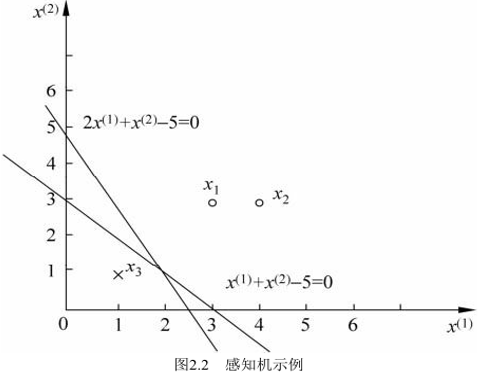 x(2)
6
2x(1)+x(2)−5=0
5
4
x1
x2
3
2
x3
1
x(1)+x(2)−5=0
0 1 2 3 4 5 6
x(1)
图2.2 感知机示例